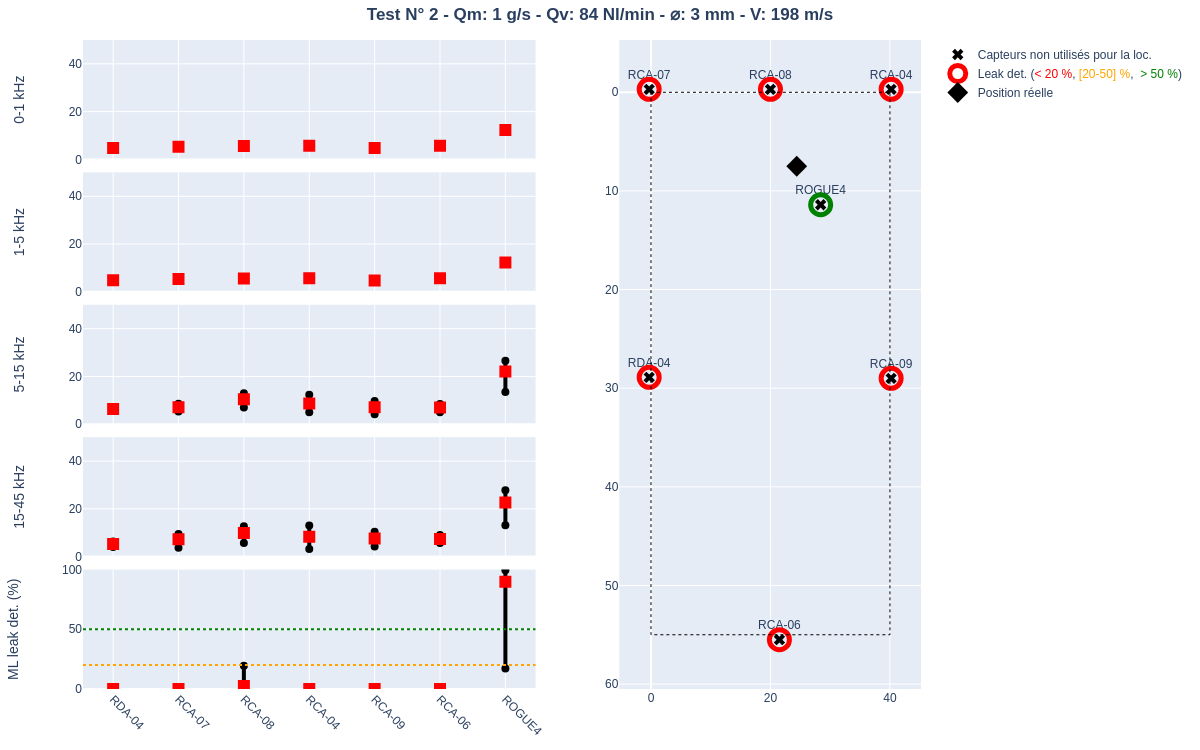 Test N° 2 - Qm: 1 g/s - Qv: 84 Nl/min - ⌀: 3 mm - V: 198 m/s
0-1 kHz
40
20
0
1-5 kHz
40
20
0
5-15 kHz
40
20
0
15-45 kHz
40
20
0
ML leak det. (%)
100
50
0
RDA-04
RCA-07
RCA-08
RCA-04
RCA-09
RCA-06
ROGUE4
0
10
20
30
40
50
60
0
20
40
RCA-07
RCA-08
RCA-04
ROGUE4
RDA-04
RCA-09
RCA-06
Capteurs non utilisés pour la loc.
Leak det. (< 20 %, [20-50] %, > 50 %)
Position réelle